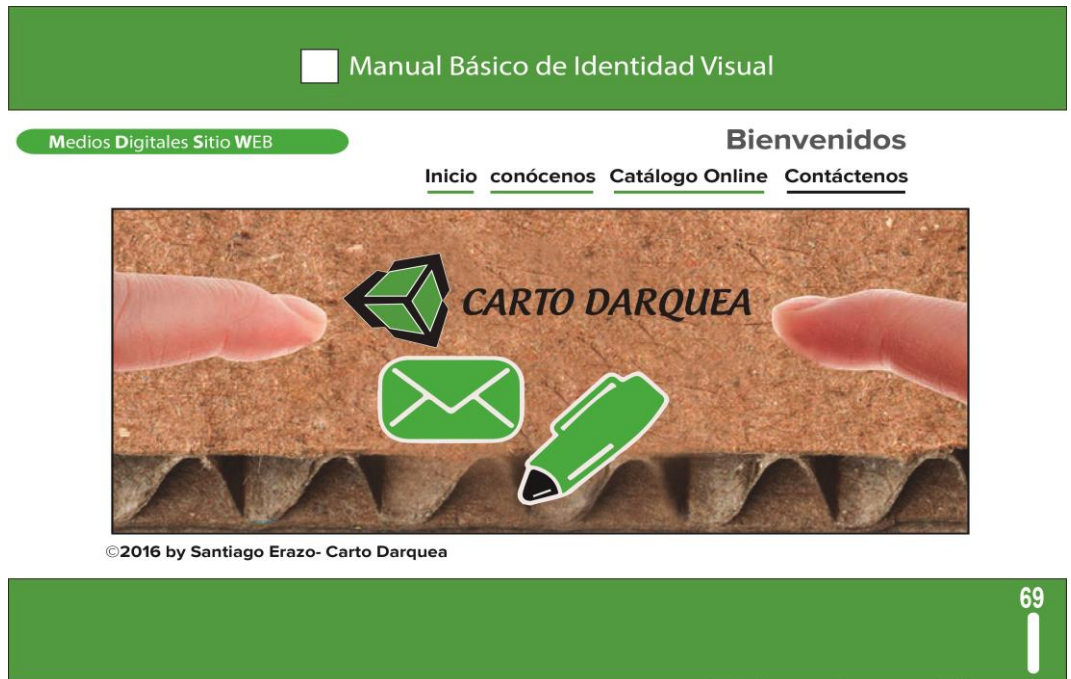 Manual Básico de Identidad Visual
Medios Digitales Sitio WEB
Bienvenidos
Inicio conócenos Catálogo Online Contáctenos
CARTO DARQUEA
©2016 by Santiago Erazo- Carto Darquea
69